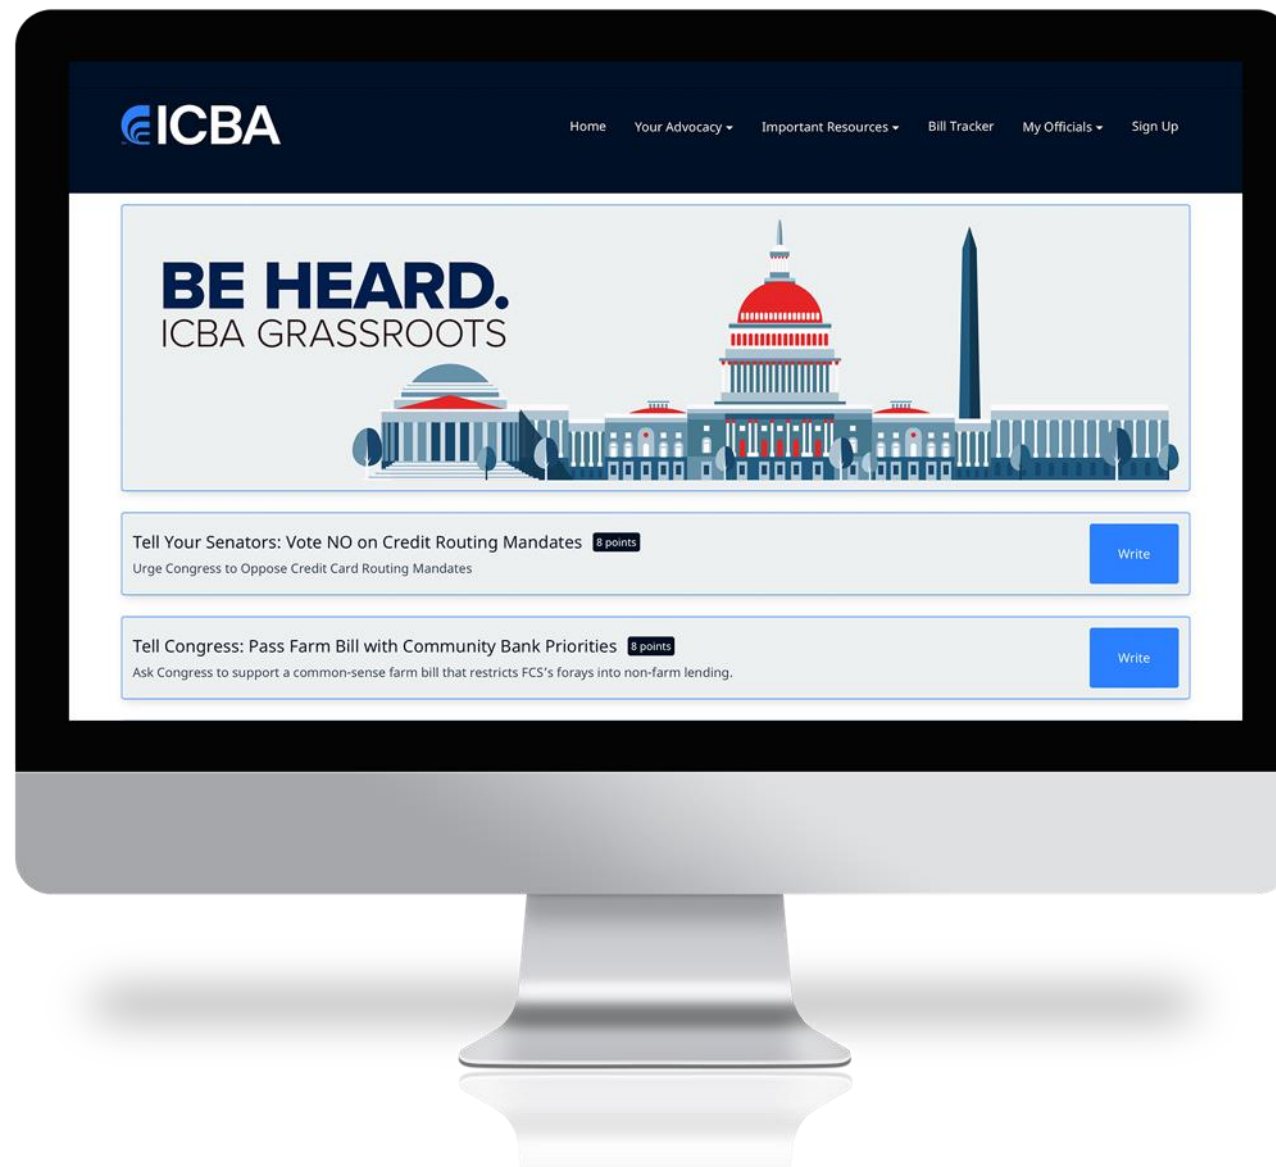 ICBA
Home Your Advocacy Important Resources Bill Tracker My Officials Sign Up
BE HEARD.
ICBA GRASSROOTS
Tell Your Senators: Vote NO on Credit Routing Mandates 8 points
Urge Congress to Oppose Credit Card Routing Mandates
Write
Tell Congress: Pass Farm Bill with Community Bank Priorities 8 points
Ask Congress to support a common-sense farm bill that restricts FCS's forays into non-farm lending.
Write